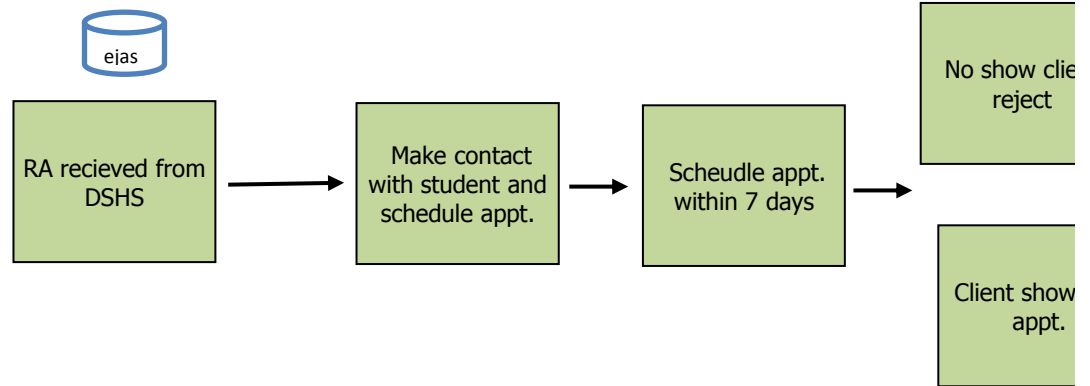 ejas
RA recieved from
DSHS
Make contact
with student and
schedule appt.
Scheudle appt.
within 7 days
No show
reject
Client show
appt.